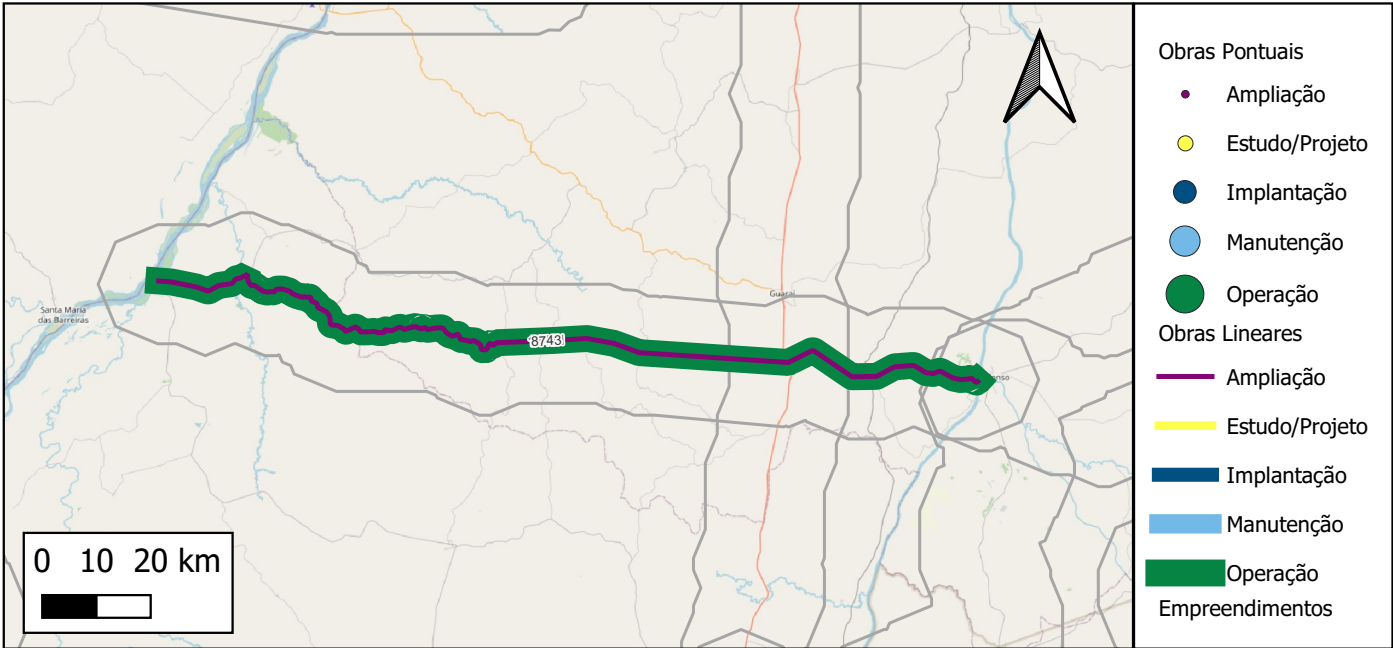 Santa Maria
das Barreiras
Guaraí
8743
onso
0 10 20 km
Obras Pontuais
Ampliação
Estudo/Projeto
Implantação
Manutenção
Operação
Obras Lineares
Ampliação
Estudo/Projeto
Implantação
Manutenção
Operação
Empreendimentos